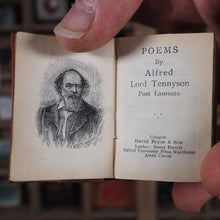 POEMS
By
Alfred
Lord Tennyson
Poet Laureate
Glasgow
David Bryce & Son
London: Henry Frowde
Oxford University Press Warehouse
Amen Corner